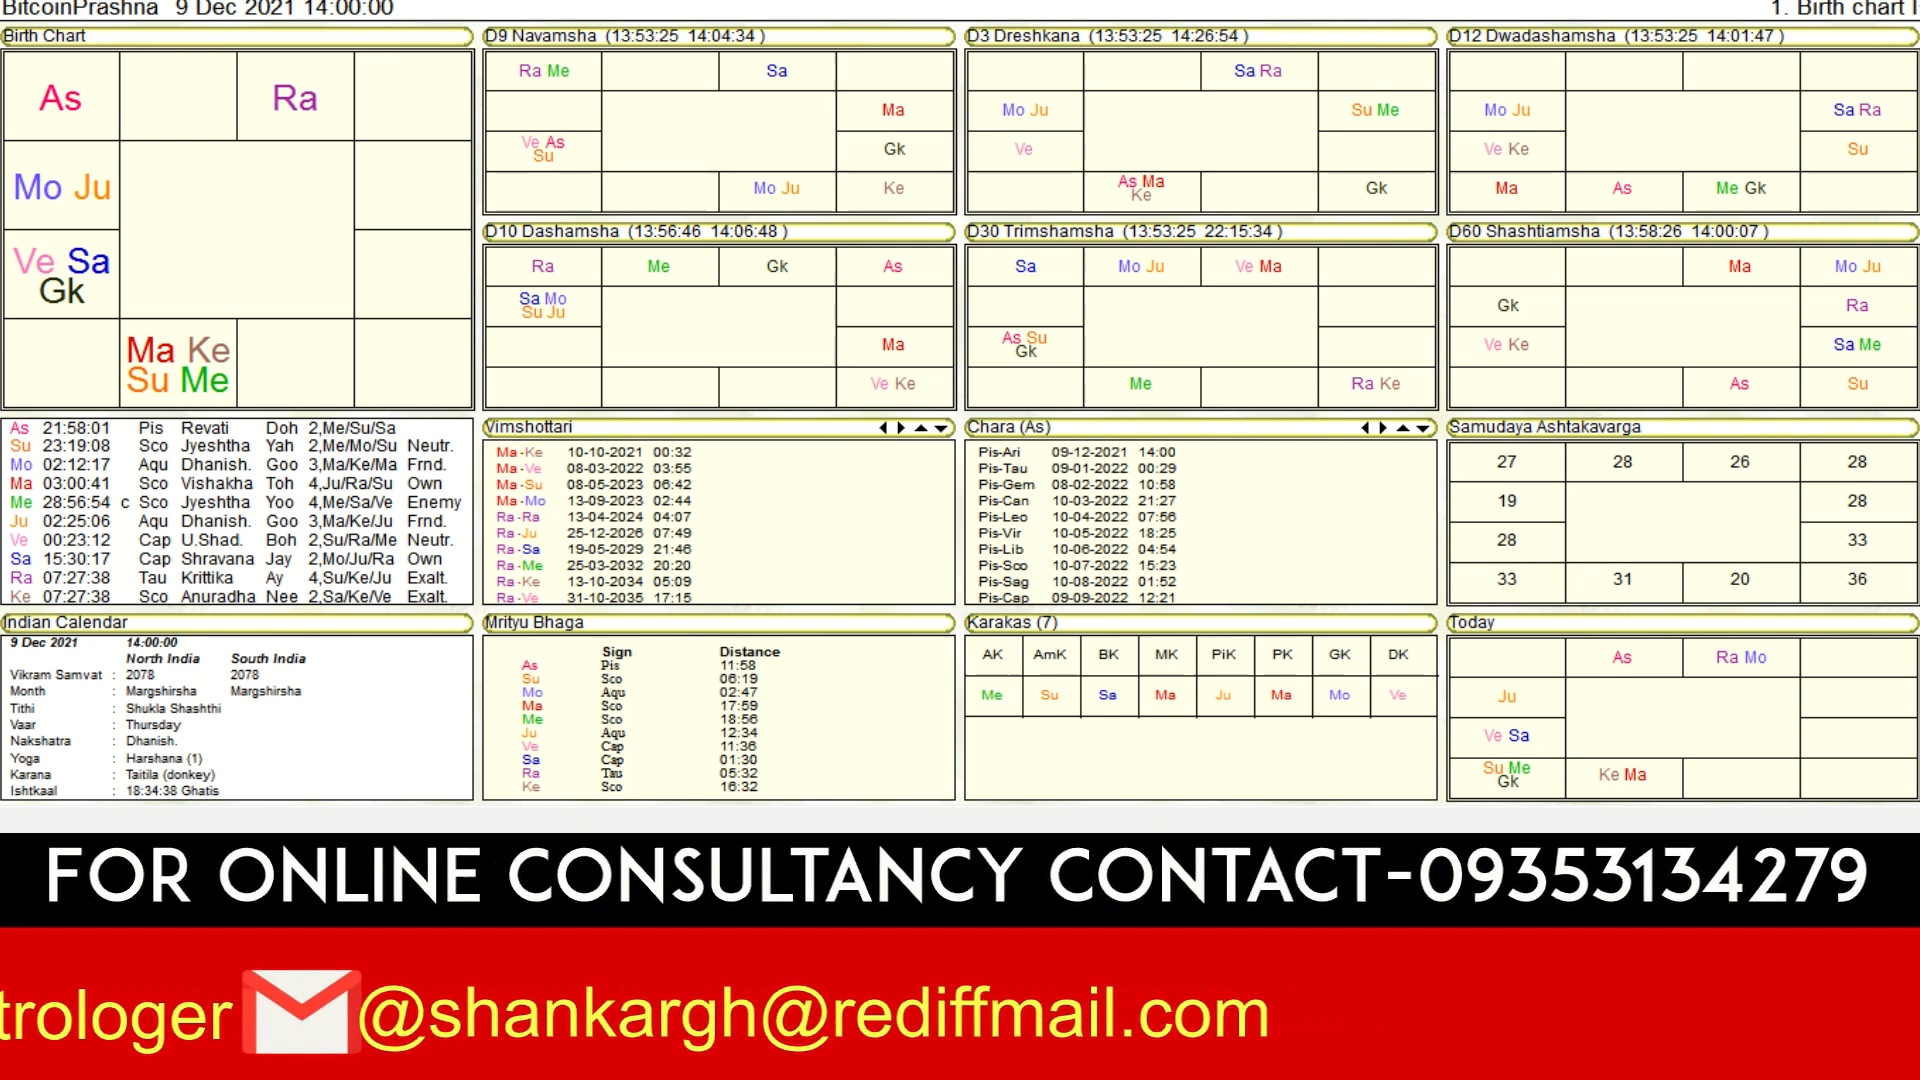 BitcoinPrashna 9 Dec 2021 14:00:00
1. Birth chart
Birth Chart
As
Ra
Mo Ju
Ve Sa
Gk
Ma Ke
Su Me
D9 Navamsha (13:53:25 14:04:34 )
Ra Me
Sa
Ma
Ve As
Su
Gk
Mo Ju
Ke
D3 Dreshkana (13:53:25 14:26:54 )
Sa Ra
Mo Ju
Su Me
Ve
As Ma
Ke
Gk
D12 Dwadashamsha (13:53:25 14:01:47 )
Mo Ju
Sa Ra
Ve Ke
Su
Ma
As
Me Gk
D10 Dashamsha (13:56:46 14:06:48 )
Ra
Me
Gk
As
Sa Mo
Su Ju
Ma
Ve Ke
D30 Trimshamsha (13:53:25 22:15:34 )
Sa
Mo Ju
Ve Ma
As Su
Gk
Me
Ra Ke
D60 Shashtiamsha (13:58:26 14:00:07 )
Ma
Mo Ju
Gk
Ra
Ve Ke
Sa Me
As
Su
As 21:58:01 Pis Revati Doh 2,Me/Su/Sa
Su 23:19:08 Sco Jyeshtha Yah 2,Me/Mo/Su Neutr.
Mo 02:12:17 Aqu Dhanish. Goo 3,Ma/Ke/Ma Frnd.
Ma 03:00:41 Sco Vishakha Toh 4,Ju/Ra/Su Own
Me 28:56:54 c Sco Jyeshtha Yoo 4,Me/Sa/Ve Enemy
Ju 02:25:06 Aqu Dhanish. Goo 3,Ma/Ke/Ju Frnd.
Ve 00:23:12 Cap U.Shad. Boh 2,Su/Ra/Me Neutr.
Sa 15:30:17 Cap Shravana Jay 2,Mo/Ju/Ra Own
Ra 07:27:38 Tau Krittika Ay 4,Su/Ke/Ju Exalt.
Ke 07:27:38 Sco Anuradha Nee 2,Sa/Ke/Ve Exalt.
Vimshottari
Ma-Ke 10-10-2021 00:32
Ma-Ve 08-03-2022 03:55
Ma-Su 08-05-2023 06:42
Ma-Mo 13-09-2023 02:44
Ra-Ra 13-04-2024 04:07
Ra-Ju 25-12-2026 07:49
Ra-Sa 19-05-2029 21:46
Ra-Me 25-03-2032 20:20
Ra-Ke 13-10-2034 05:09
Ra-Ve 31-10-2035 17:15
Chara (As)
Pis-Ari 09-12-2021 14:00
Pis-Tau 09-01-2022 00:29
Pis-Gem 08-02-2022 10:58
Pis-Can 10-03-2022 21:27
Pis-Leo 10-04-2022 07:56
Pis-Vir 10-05-2022 18:25
Pis-Lib 10-06-2022 04:54
Pis-Sco 10-07-2022 15:23
Pis-Sag 10-08-2022 01:52
Pis-Cap 09-09-2022 12:21
Samudaya Ashtakavarga
27 28 26 28
19 28
28 33
33 31 20 36
Indian Calendar
9 Dec 2021 14:00:00
North India South India
Vikram Samvat : 2078 2078
Month : Margshirsha Margshirsha
Tithi : Shukla Shashthi
Vaar : Thursday
Nakshatra : Dhanish.
Yoga : Harshana (1)
Karana : Taitila (donkey)
Ishtkaal : 18:34:38 Ghatis
Mrityu Bhaga
Sign Distance
As Pis 11:58
Su Sco 06:19
Mo Aqu 02:47
Ma Sco 17:59
Me Sco 18:56
Ju Aqu 12:34
Ve Cap 11:36
Sa Cap 01:30
Ra Tau 05:32
Ke Sco 16:32
Karakas (7)
AK AmK BK MK PiK PK GK DK
Me Su Sa Ma Ju Ma Mo Ve
Today
As
Ra Mo
Ju
Ve Sa
Su Me
Gk
Ke Ma
FOR ONLINE CONSULTANCY CONTACT-09353134279
trologer @shankargh@rediffmail.com